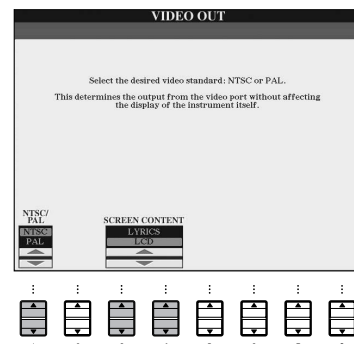 VIDEO OUT
Select the desired video standard: NTSC or PAL.
This determines the output from the video port without affecting
the display of the instrument itself.
NTSC/
PAL
NTSC
PAL
SCREEN CONTENT
LYRICS
LCD